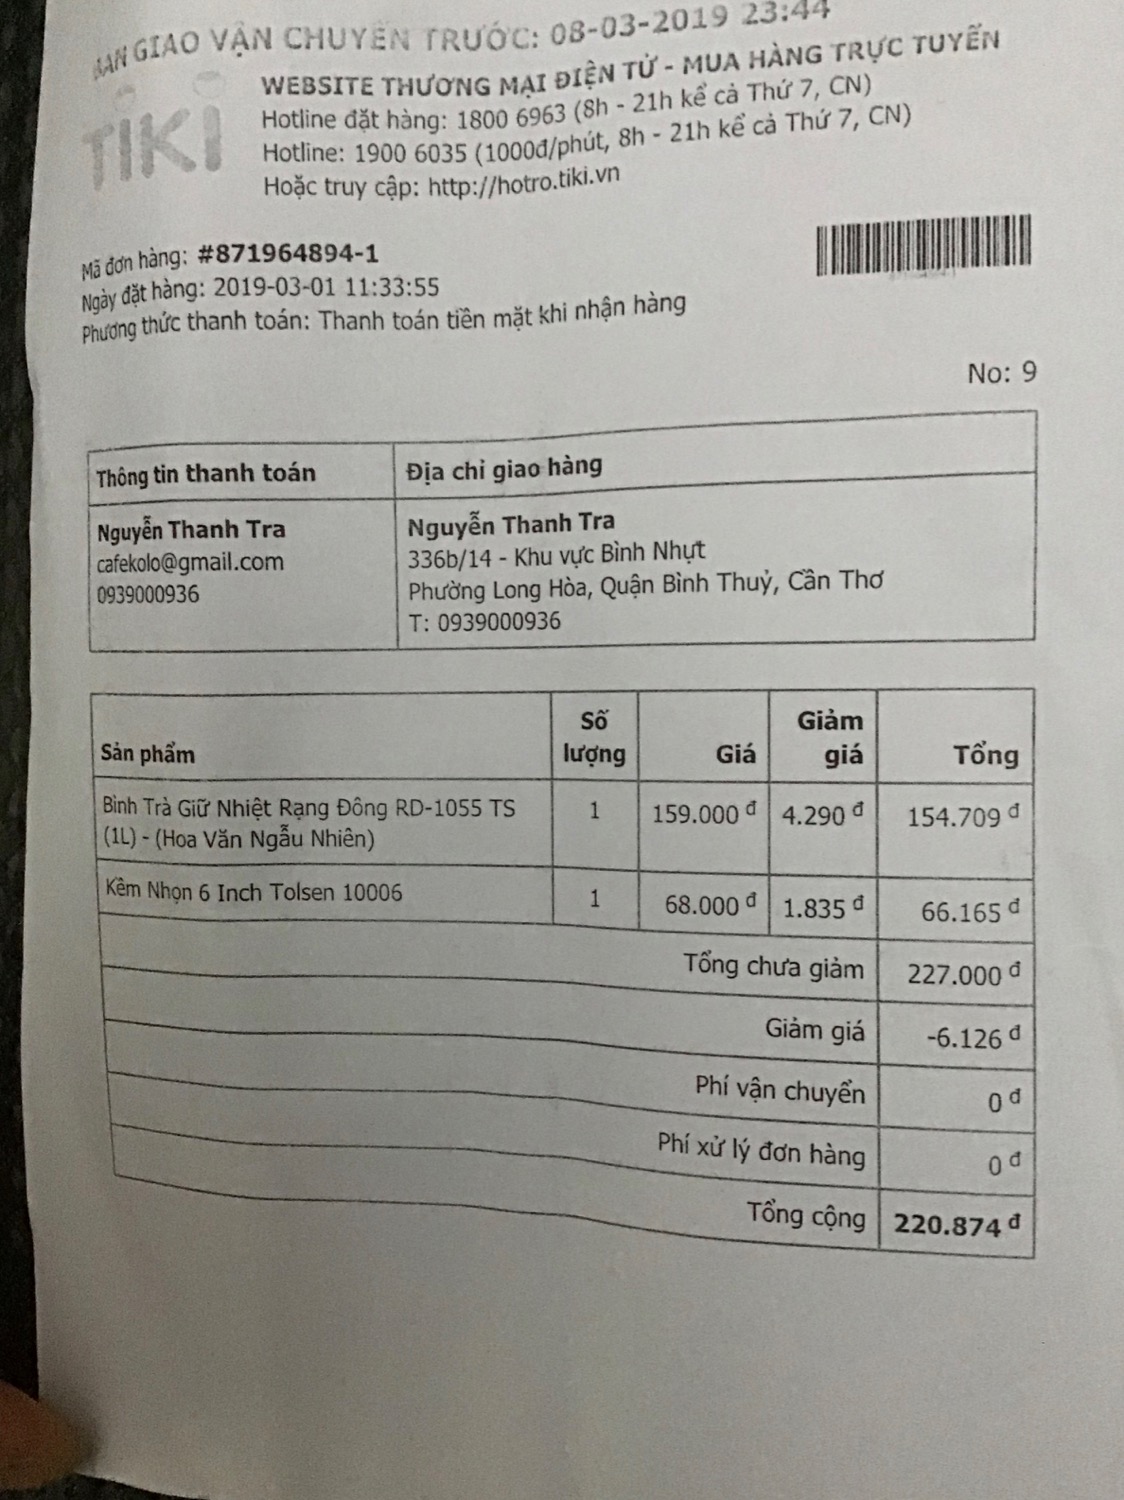 GIAO VẬN CHUYỂN TRƯỚC: 08-03-2019 23:44
TIKI
WEBSITE THƯƠNG MẠI ĐIỆN TỬ - MUA HÀNG TRỰC TUYẾN
Hotline đặt hàng: 1800 6963 (8h - 21h kể cả Thứ 7, CN)
Hotline: 1900 6035 (1000đ/phút, 8h - 21h kể cả Thứ 7, CN)
Hoặc truy cập: http://hotro.tiki.vn
Mã đơn hàng: #871964894-1
Ngày đặt hàng: 2019-03-01 11:33:55
Phương thức thanh toán: Thanh toán tiền mặt khi nhận hàng
No: 9
Thông tin thanh toán
Nguyễn Thanh Tra
cafekolo@gmail.com
0939000936
Địa chỉ giao hàng
Nguyễn Thanh Tra
336b/14 - Khu vực Bình Nhựt
Phường Long Hòa, Quận Bình Thuỷ, Cần Thơ
T: 0939000936
Sản phẩm Số lượng Giá Giảm giá Tổng
Bình Trà Giữ Nhiệt Rạng Đông RD-1055 TS 1 159.000 đ 4.290 đ 154.709 đ
(1L) - (Hoa Văn Ngẫu Nhiên)
Kềm Nhọn 6 Inch Tolsen 10006 1 68.000 đ 1.835 đ 66.165 đ
Tổng chưa giảm 227.000 đ
Giảm giá -6.126 đ
Phí vận chuyển 0 đ
Phí xử lý đơn hàng 0 đ
Tổng cộng 220.874 đ